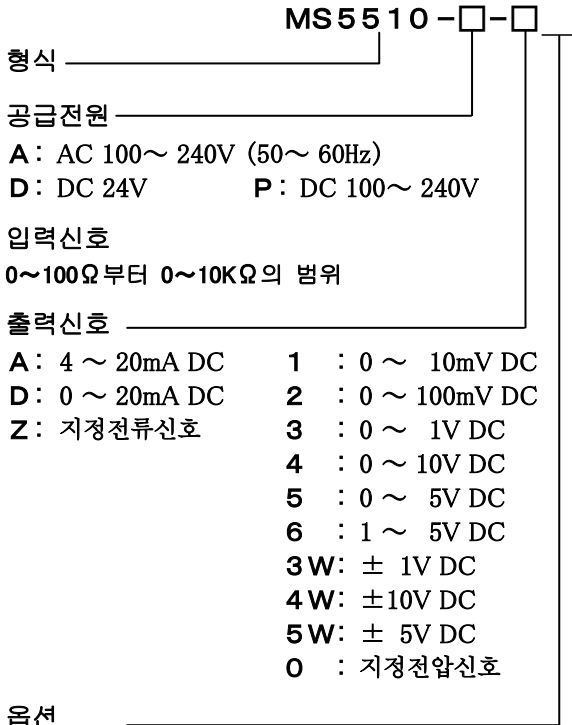 MS5510-□-□
형식
공급전원
A: AC 100~ 240V (50~ 60Hz)
D: DC 24V P: DC 100~ 240V
입력신호
0~100Ω부터 0~10KΩ의 범위
출력신호
A: 4 ~ 20mA DC 1 : 0 ~ 10mV DC
D: 0 ~ 20mA DC 2 : 0 ~ 100mV DC
Z: 지정전류신호 3 : 0 ~ 1V DC
4 : 0 ~ 10V DC
5 : 0 ~ 5V DC
6 : 1 ~ 5V DC
3W: ± 1V DC
4W: ±10V DC
5W: ± 5V DC
0 : 지정전압신호
옵션